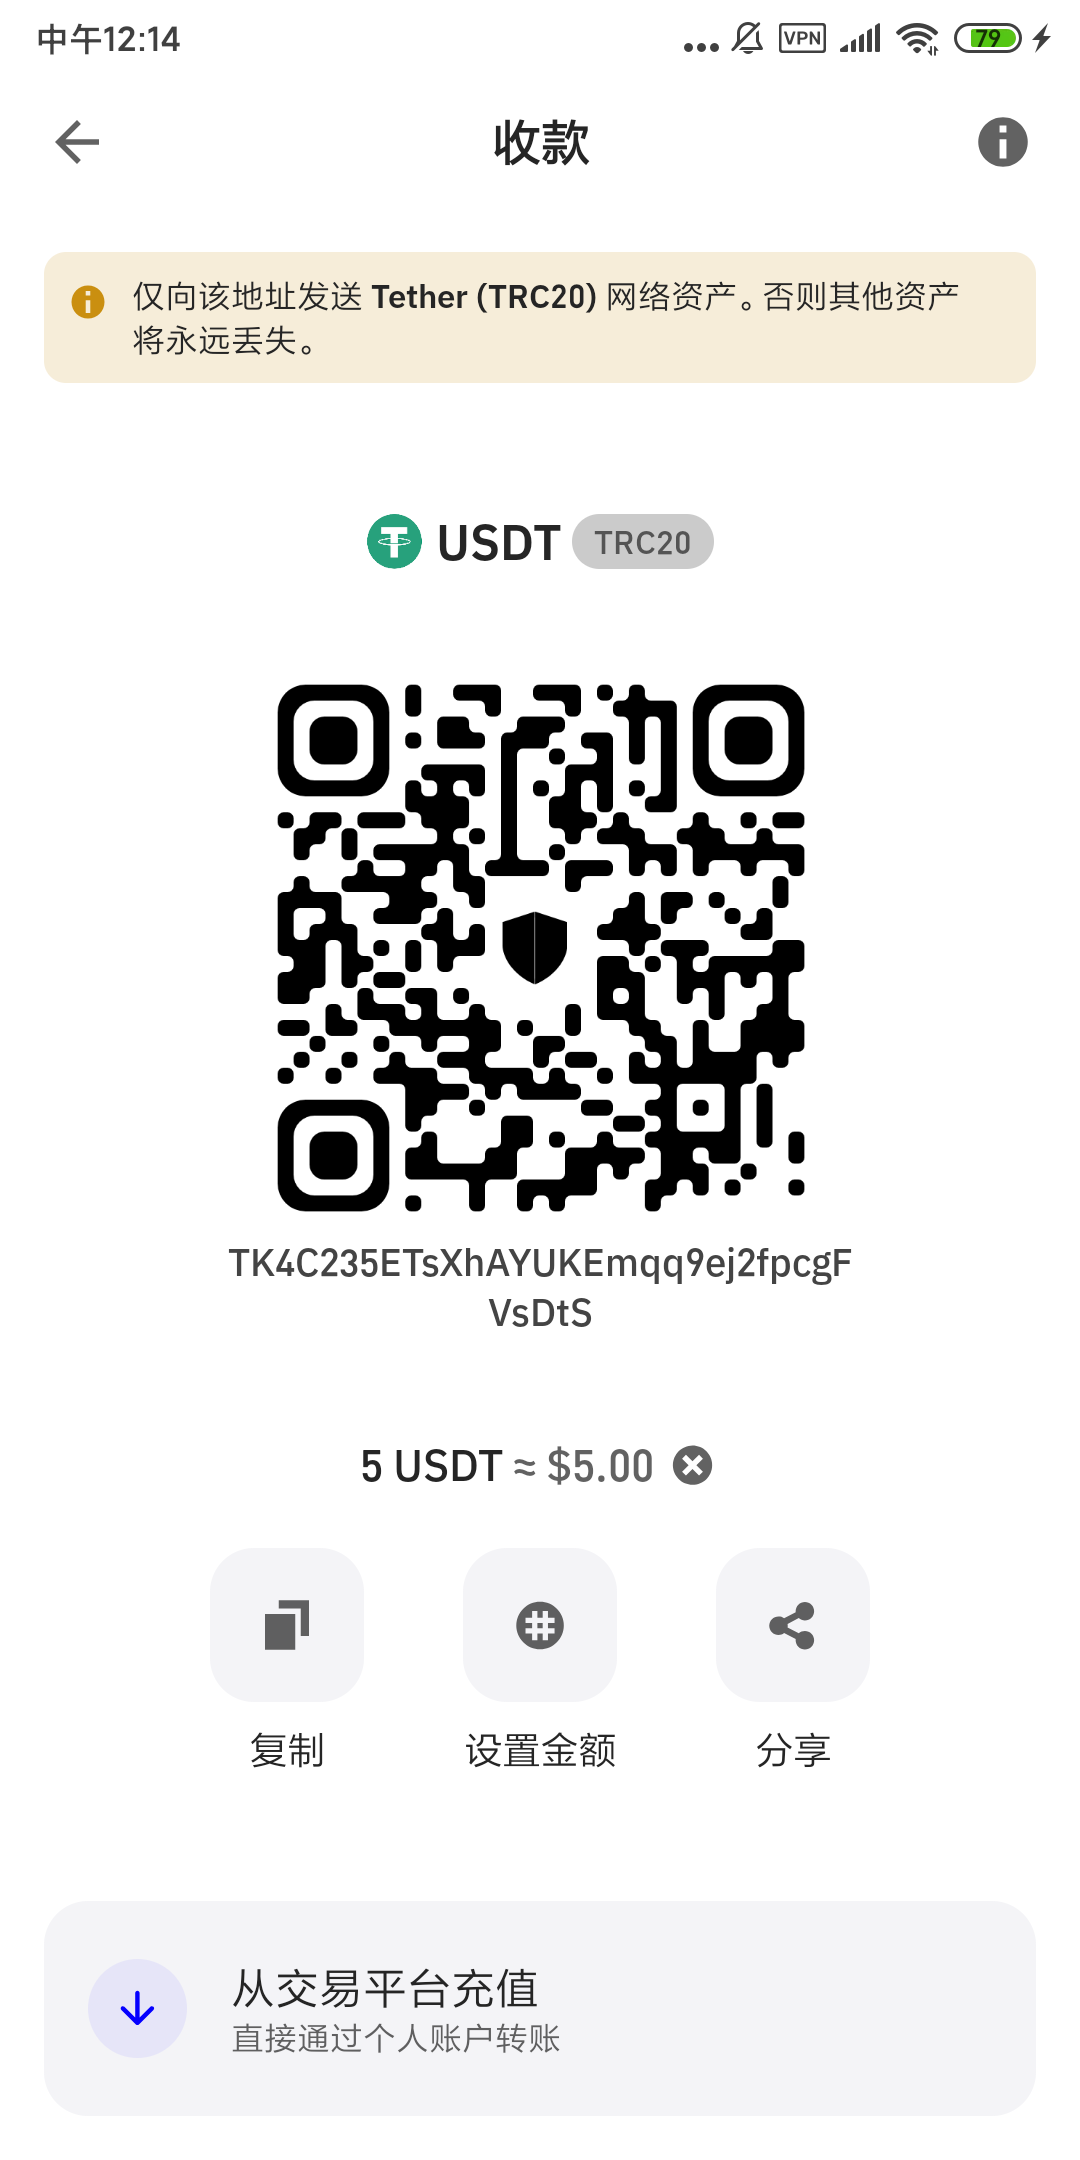 中午12:14
VPN
79
收款
仅向该地址发送 Tether (TRC20) 网络资产。否则其他资产
将永远丢失。
USDT TRC20
TK4C235ETsXhAYUKEmqq9ej2fpcgF
VsDtS
5 USDT ≈ $5.00
复制
设置金额
分享
从交易平台充值
直接通过个人账户转账